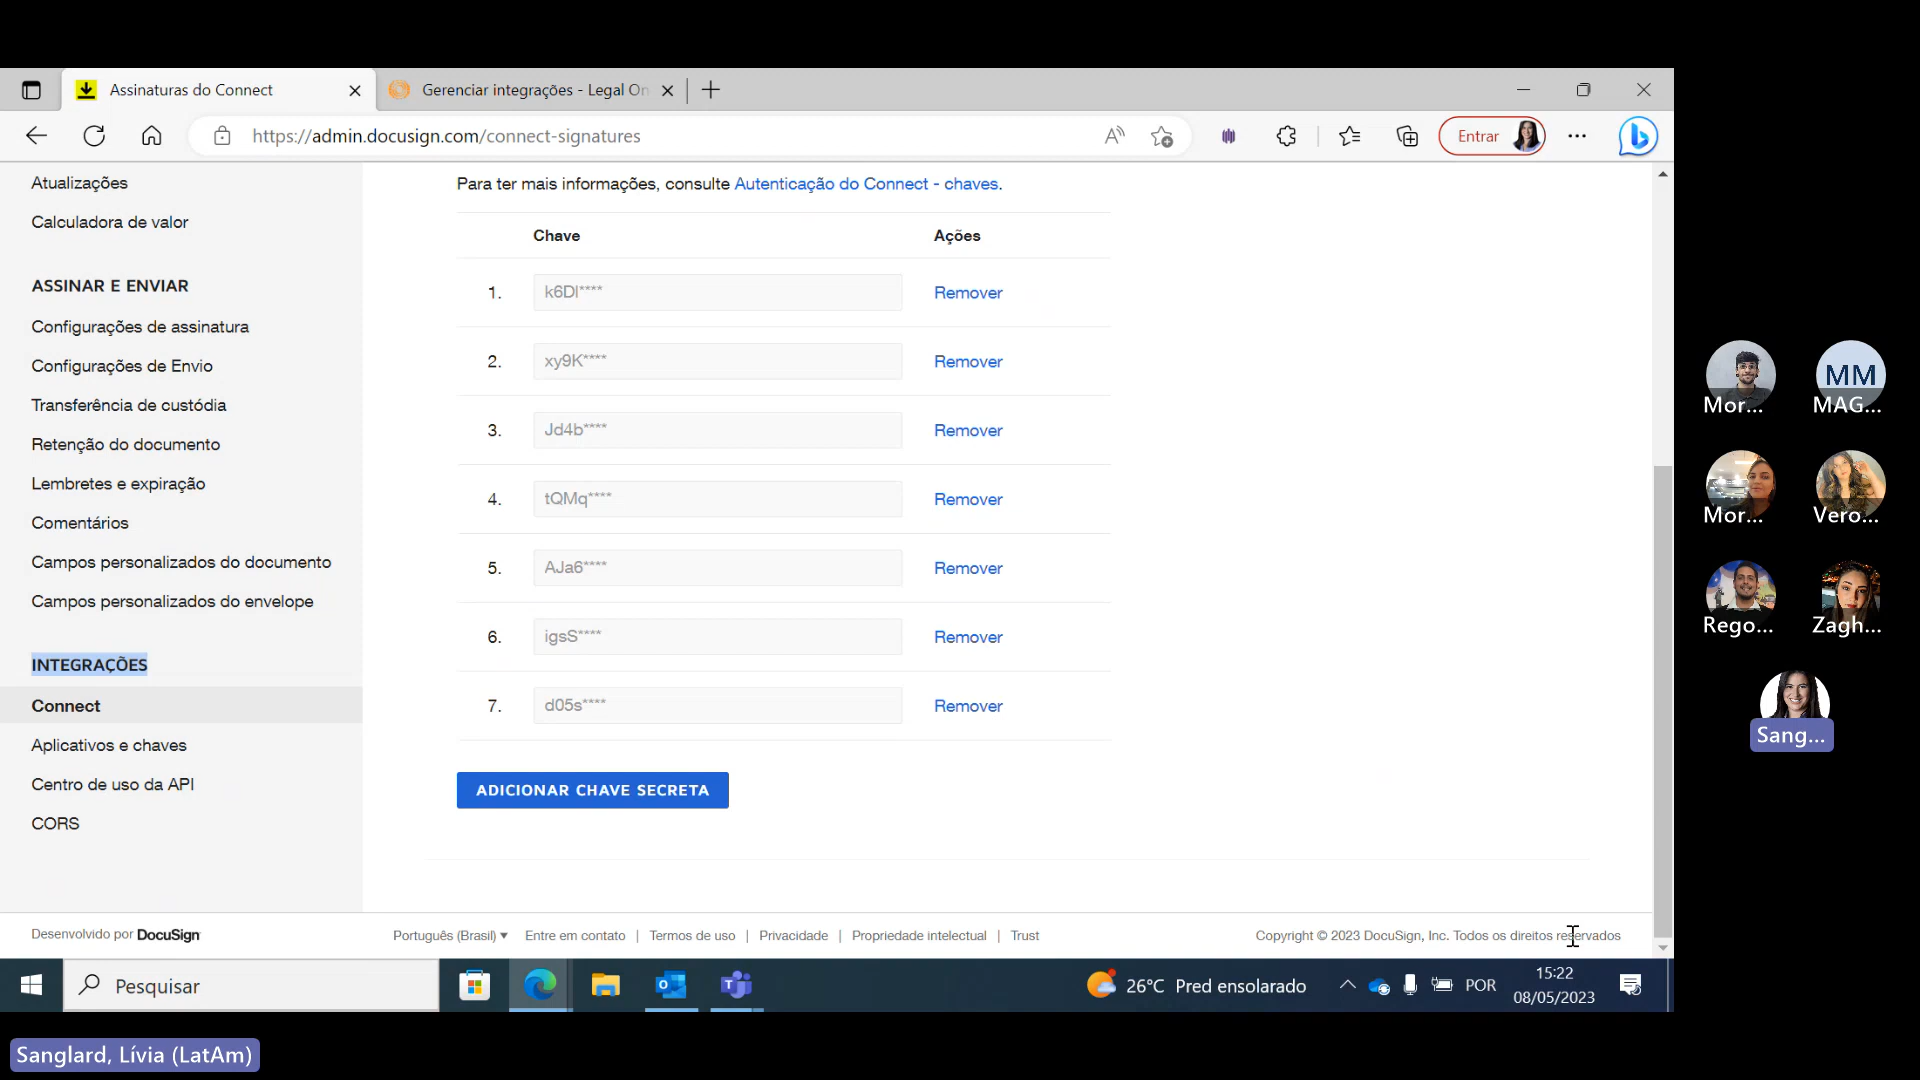 Assinaturas do Connect
Gerenciar integrações - Legal On
https://admin.docusign.com/connect-signatures
Entrar
Atualizações
Calculadora de valor
ASSINAR E ENVIAR
Configurações de assinatura
Configurações de Envio
Transferência de custódia
Retenção do documento
Lembretes e expiração
Comentários
Campos personalizados do documento
Campos personalizados do envelope
INTEGRAÇÕES
Connect
Aplicativos e chaves
Centro de uso da API
CORS
Para ter mais informações, consulte Autenticação do Connect - chaves.
Chave Ações
1. k6Dl**** Remover
2. xy9K**** Remover
3. Jd4b**** Remover
4. tQMq**** Remover
5. AJa6**** Remover
6. igsS**** Remover
7. d05s**** Remover
ADICIONAR CHAVE SECRETA
Desenvolvido por DocuSign
Português (Brasil) ▾ Entre em contato | Termos de uso | Privacidade | Propriedade intelectual | Trust
Copyright © 2023 DocuSign, Inc. Todos os direitos reservados
Pesquisar
26°C Pred ensolarado
POR
15:22
08/05/2023
MM
Mor... MAG...
Mor... Vero...
Rego... Zagh...
Sang...
Sanglard, Lívia (LatAm)